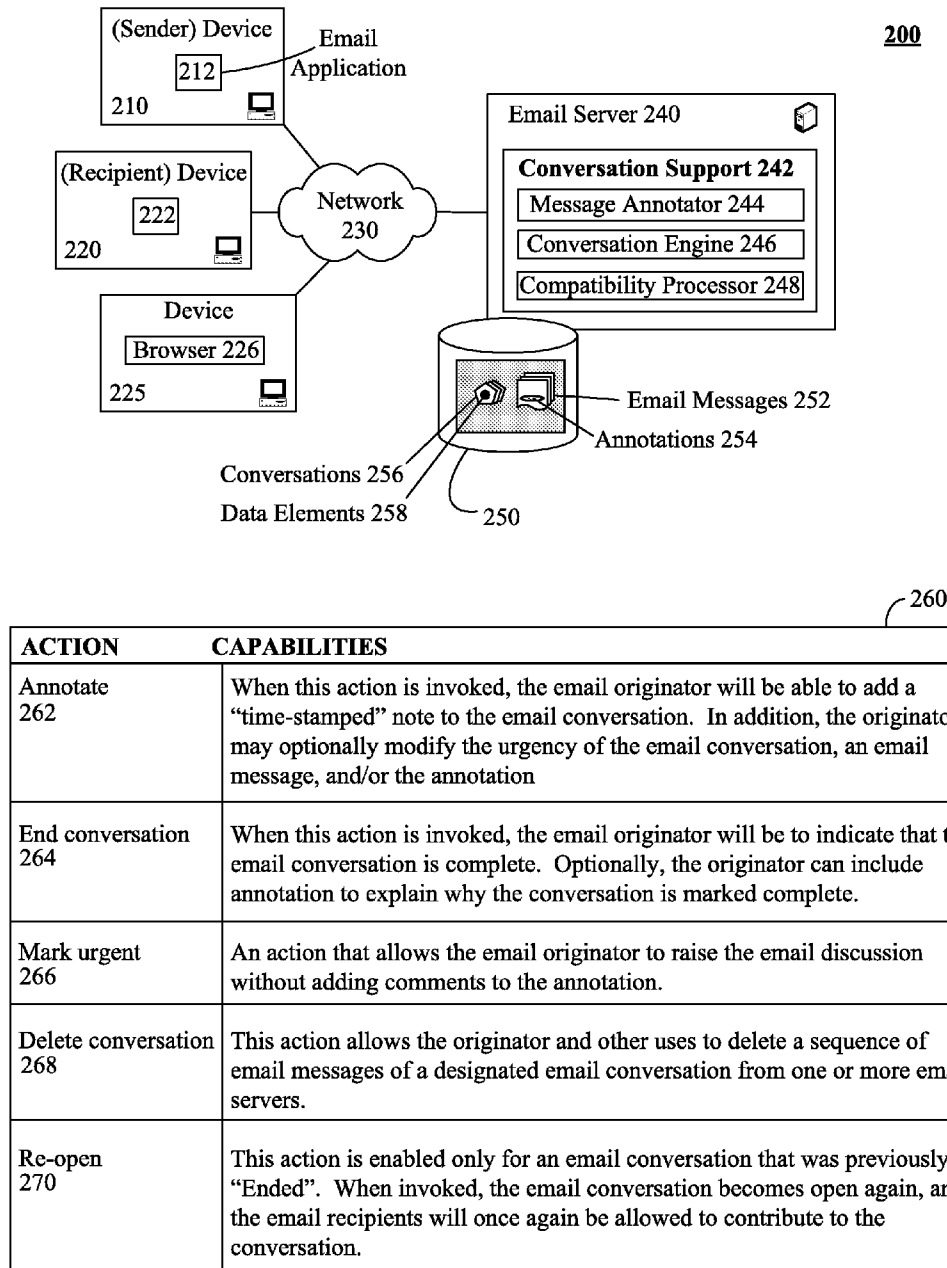 (Sender) Device
Email
Application
200
212
210
Email Server 240
(Recipient) Device
222
220
Network
230
Conversation Support 242
Message Annotator 244
Conversation Engine 246
Compatibility Processor 248
Device
Browser 226
225
Email Messages 252
Annotations 254
Conversations 256
Data Elements 258
250
260
ACTION CAPABILITIES
Annotate
262
When this action is invoked, the email originator will be able to add a
“time-stamped” note to the email conversation. In addition, the originato
may optionally modify the urgency of the email conversation, an email
message, and/or the annotation
End conversation
264
When this action is invoked, the email originator will be to indicate that t
email conversation is complete. Optionally, the originator can include
annotation to explain why the conversation is marked complete.
Mark urgent
266
An action that allows the email originator to raise the email discussion
without adding comments to the annotation.
Delete conversation
268
This action allows the originator and other uses to delete a sequence of
email messages of a designated email conversation from one or more ema
servers.
Re-open
270
This action is enabled only for an email conversation that was previously
“Ended”. When invoked, the email conversation becomes open again, an
the email recipients will once again be allowed to contribute to the
conversation.